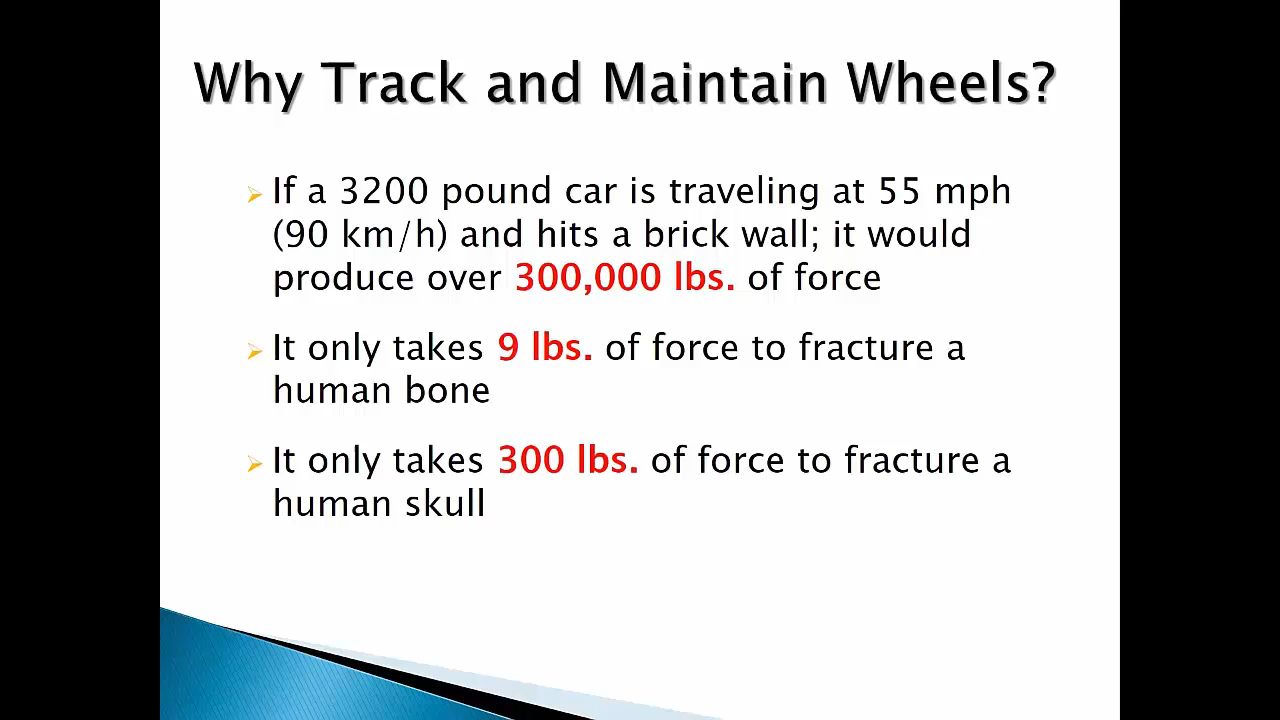 Why Track and Maintain Wheels?
If a 3200 pound car is traveling at 55 mph
(90 km/h) and hits a brick wall; it would
produce over 300,000 lbs. of force
It only takes 9 lbs. of force to fracture a
human bone
It only takes 300 lbs. of force to fracture a
human skull